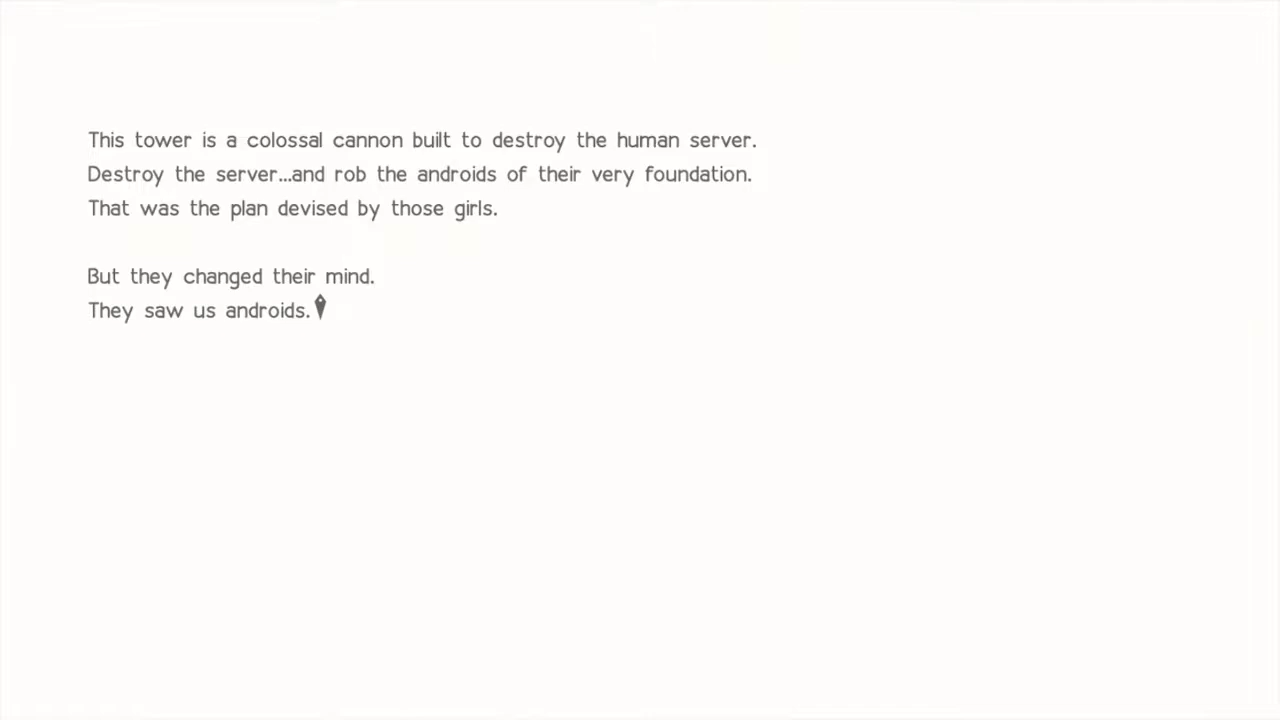 This tower is a colossal cannon built to destroy the human server.
Destroy the server...and rob the androids of their very foundation.
That was the plan devised by those girls.
But they changed their mind.
They saw us androids.